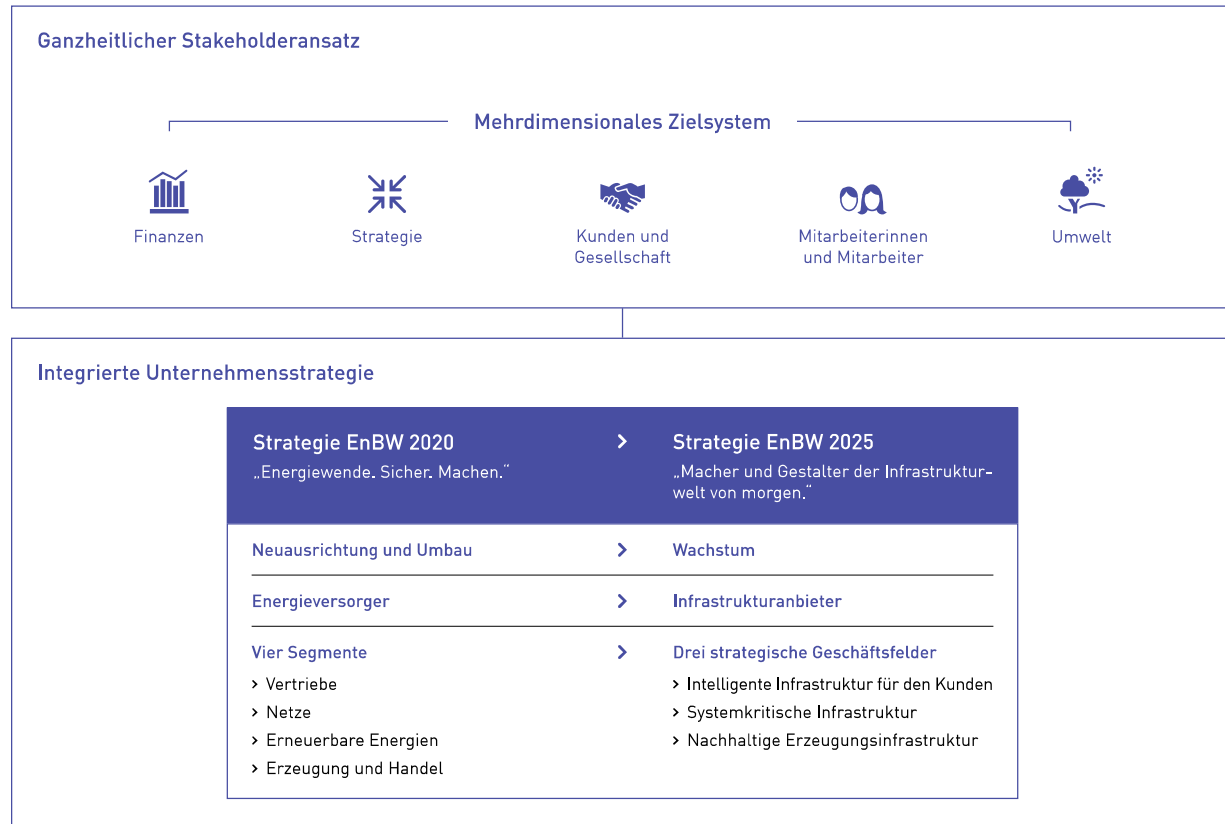 Ganzheitlicher Stakeholderansatz
Mehrdimensionales Zielsystem
Finanzen
Strategie
Kunden und
Gesellschaft
Mitarbeiterinnen
und Mitarbeiter
Umwelt
Integrierte Unternehmensstrategie
Strategie EnBW 2020
„Energiewende. Sicher. Machen.“
> Strategie EnBW 2025
„Macher und Gestalter der Infrastruktur-
welt von morgen.“
Neuausrichtung und Umbau > Wachstum
Energieversorger > Infrastrukturanbieter
Vier Segmente
> Vertriebe
> Netze
> Erneuerbare Energien
> Erzeugung und Handel
> Drei strategische Geschäftsfelder
> Intelligente Infrastruktur für den Kunden
> Systemkritische Infrastruktur
> Nachhaltige Erzeugungsinfrastruktur